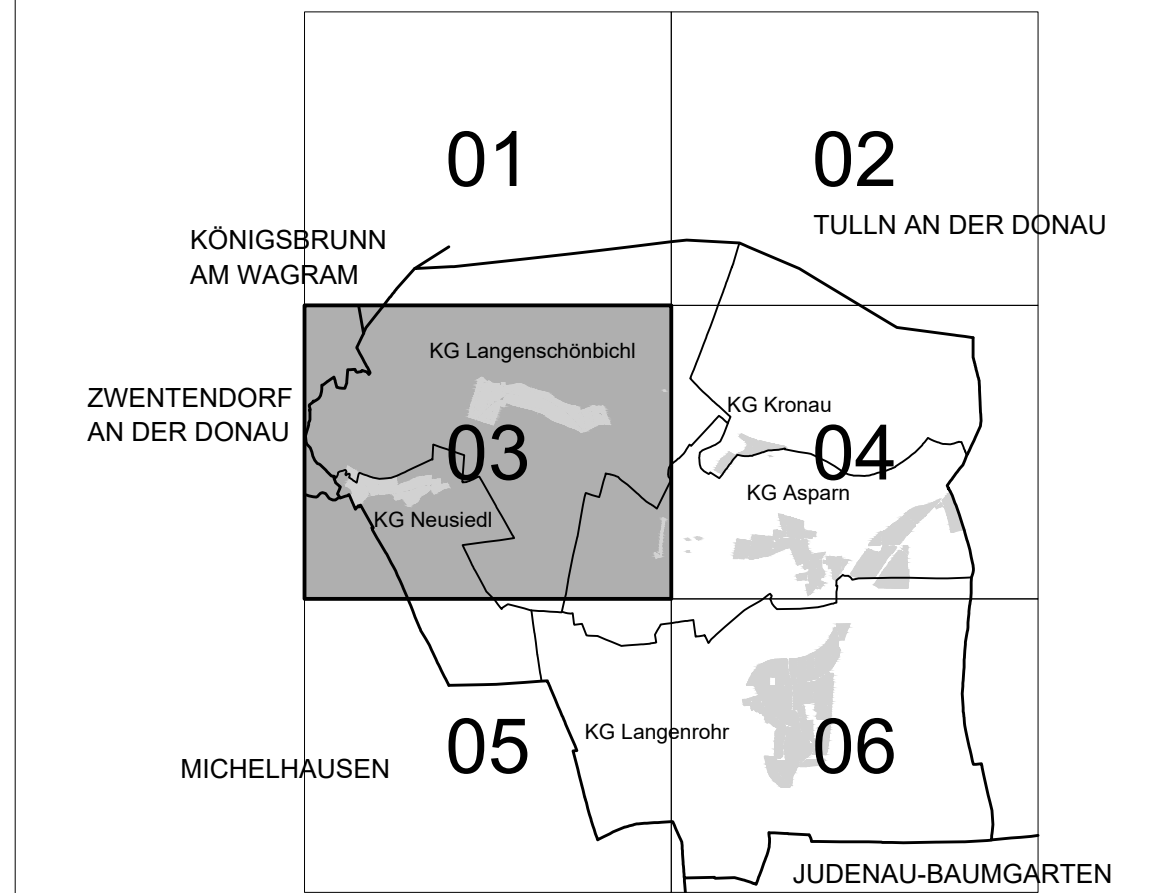 01
02
TULLN AN DER DONAU
KÖNIGSBRUNN
AM WAGRAM
KG Langenschönbichl
ZWENTENDORF
AN DER DONAU
KG Kronau
03
04
KG Asparn
KG Neusiedl
KG Langenrohr
05
06
MICHELHAUSEN
JUDENAU-BAUMGARTEN